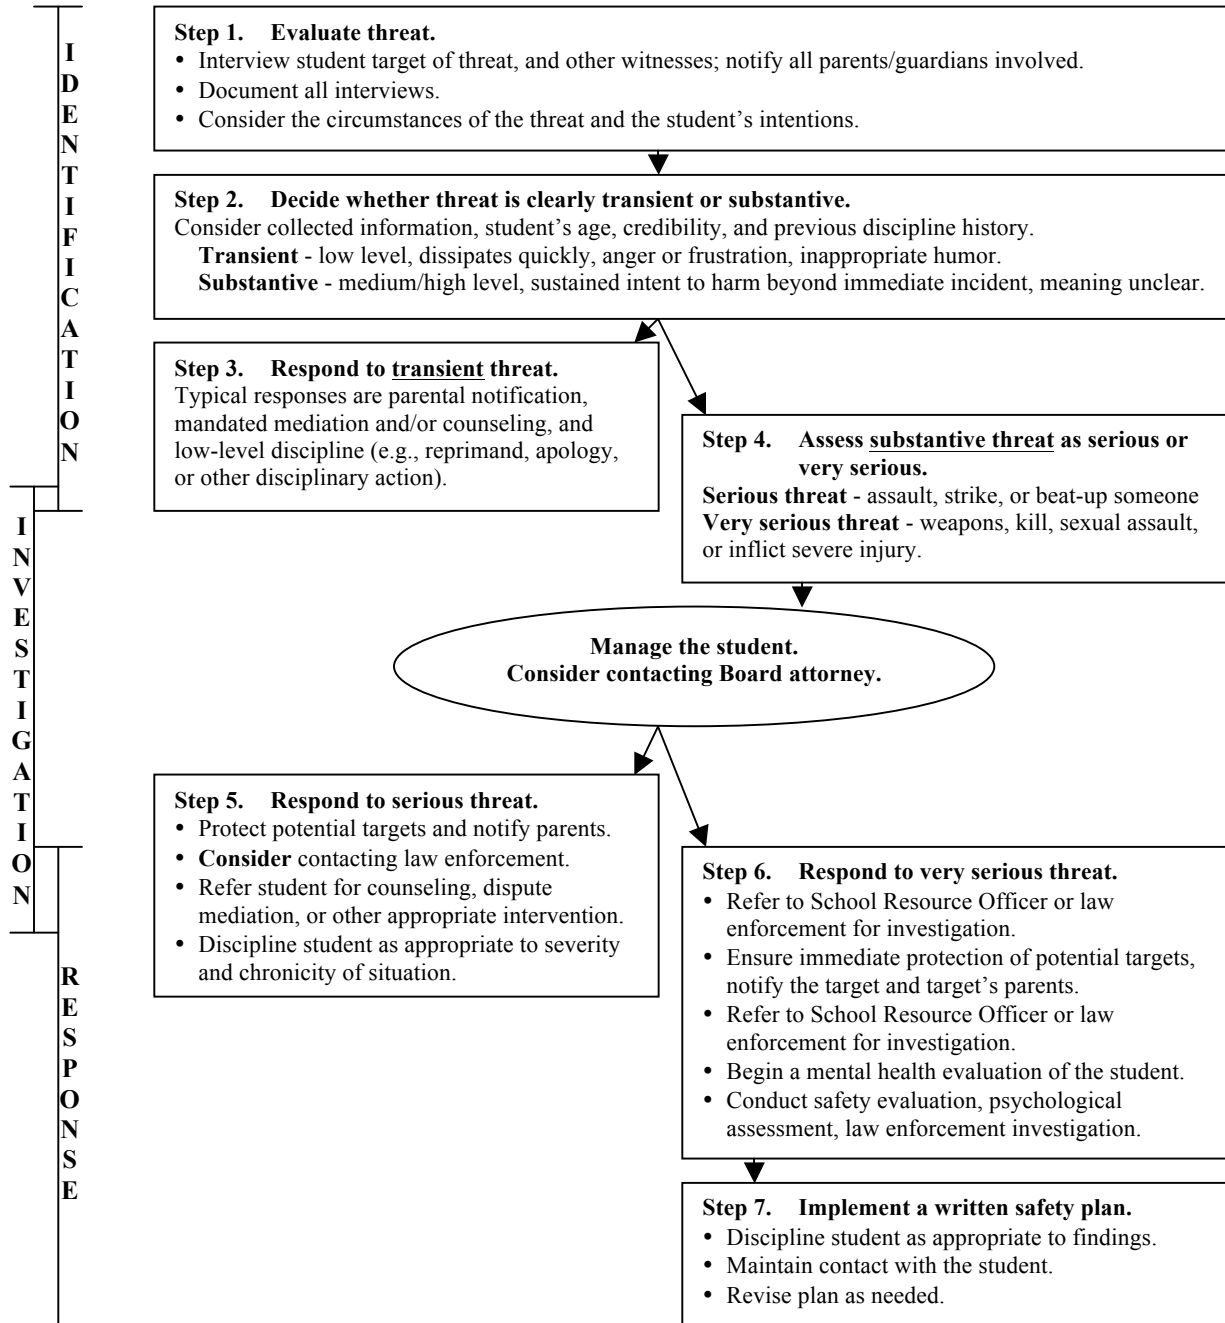 IDENTIFICATION
Step 1. Evaluate threat.
• Interview student target of threat, and other witnesses; notify all parents/guardians involved.
• Document all interviews.
• Consider the circumstances of the threat and the student's intentions.
Step 2. Decide whether threat is clearly transient or substantive.
Consider collected information, student's age, credibility, and previous discipline history.
Transient - low level, dissipates quickly, anger or frustration, inappropriate humor.
Substantive - medium/high level, sustained intent to harm beyond immediate incident, meaning unclear.
Step 3. Respond to transient threat.
Typical responses are parental notification,
mandated mediation and/or counseling, and
low-level discipline (e.g., reprimand, apology,
or other disciplinary action).
Step 4. Assess substantive threat as serious or
very serious.
Serious threat - assault, strike, or beat-up someone
Very serious threat - weapons, kill, sexual assault,
or inflict severe injury.
INVESTIGATION
Manage the student.
Consider contacting Board attorney.
Step 5. Respond to serious threat.
• Protect potential targets and notify parents.
• Consider contacting law enforcement.
• Refer student for counseling, dispute
mediation, or other appropriate intervention.
• Discipline student as appropriate to severity
and chronicity of situation.
RESPONSE
Step 6. Respond to very serious threat.
• Refer to School Resource Officer or law
enforcement for investigation.
• Ensure immediate protection of potential targets,
notify the target and target's parents.
• Refer to School Resource Officer or law
enforcement for investigation.
• Begin a mental health evaluation of the student.
• Conduct safety evaluation, psychological
assessment, law enforcement investigation.
Step 7. Implement a written safety plan.
• Discipline student as appropriate to findings.
• Maintain contact with the student.
• Revise plan as needed.